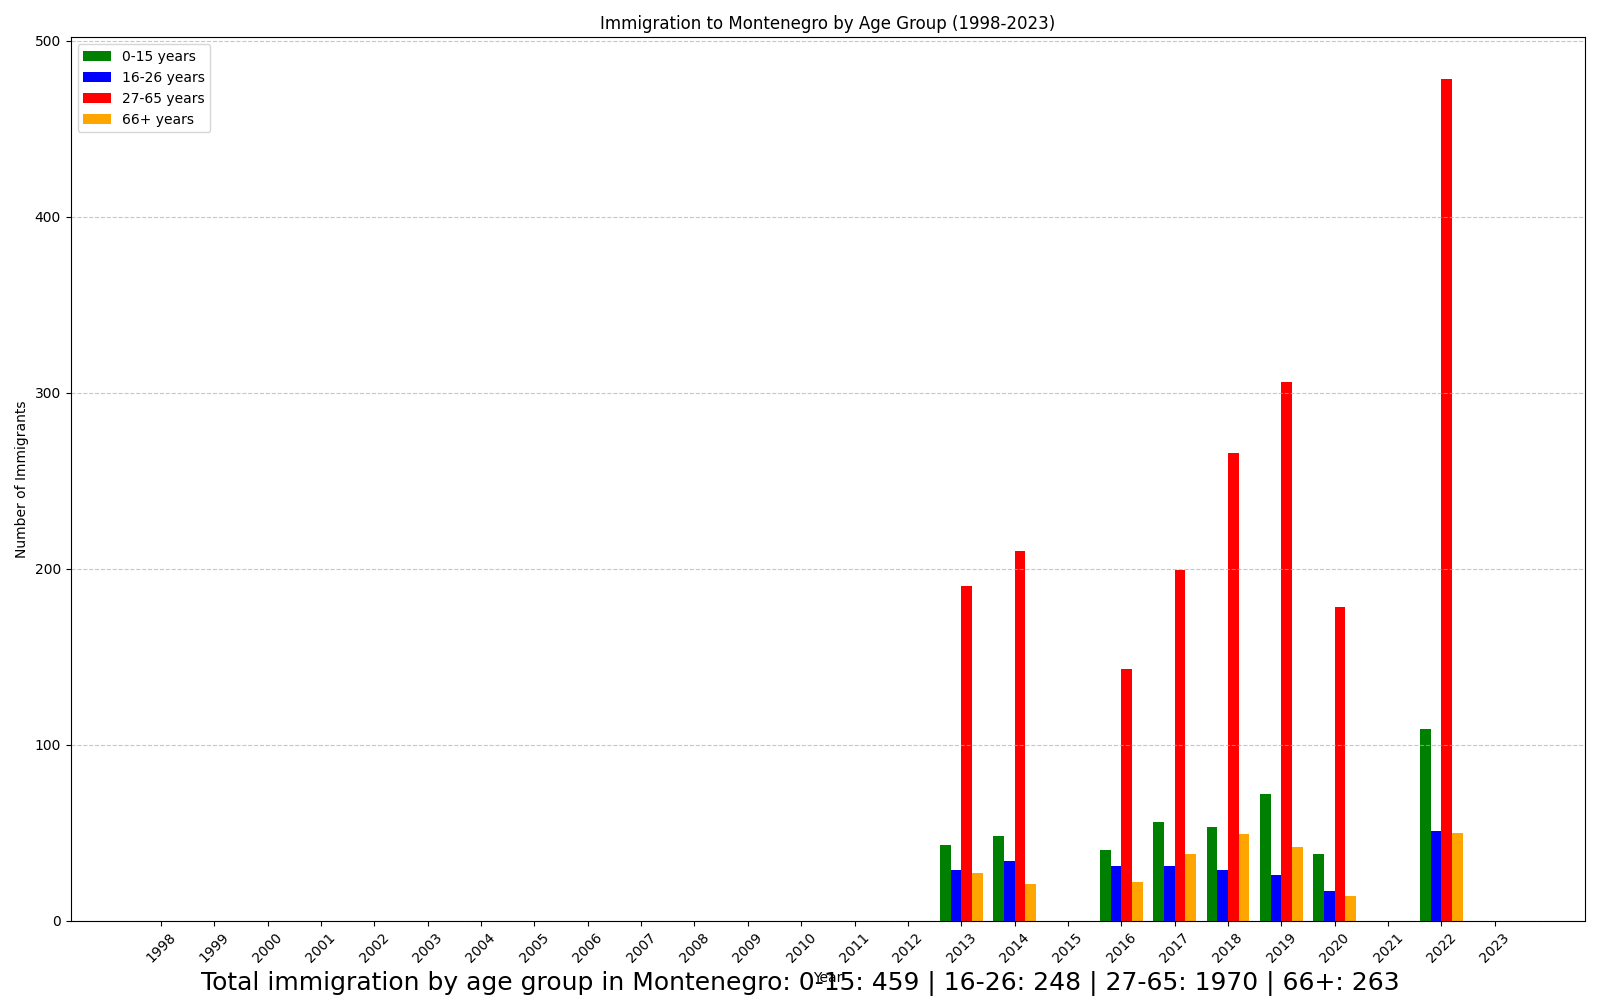 Immigration to Montenegro by Age Group (1998-2023)
0-15 years
16-26 years
27-65 years
66+ years
Number of Immigrants
500
400
300
200
100
0
1998 1999 2000 2001 2002 2003 2004 2005 2006 2007 2008 2009 2010 2011 2012 2013 2014 2015 2016 2017 2018 2019 2020 2021 2022 2023
Year
Total immigration by age group in Montenegro: 0-15: 459 | 16-26: 248 | 27-65: 1970 | 66+: 263